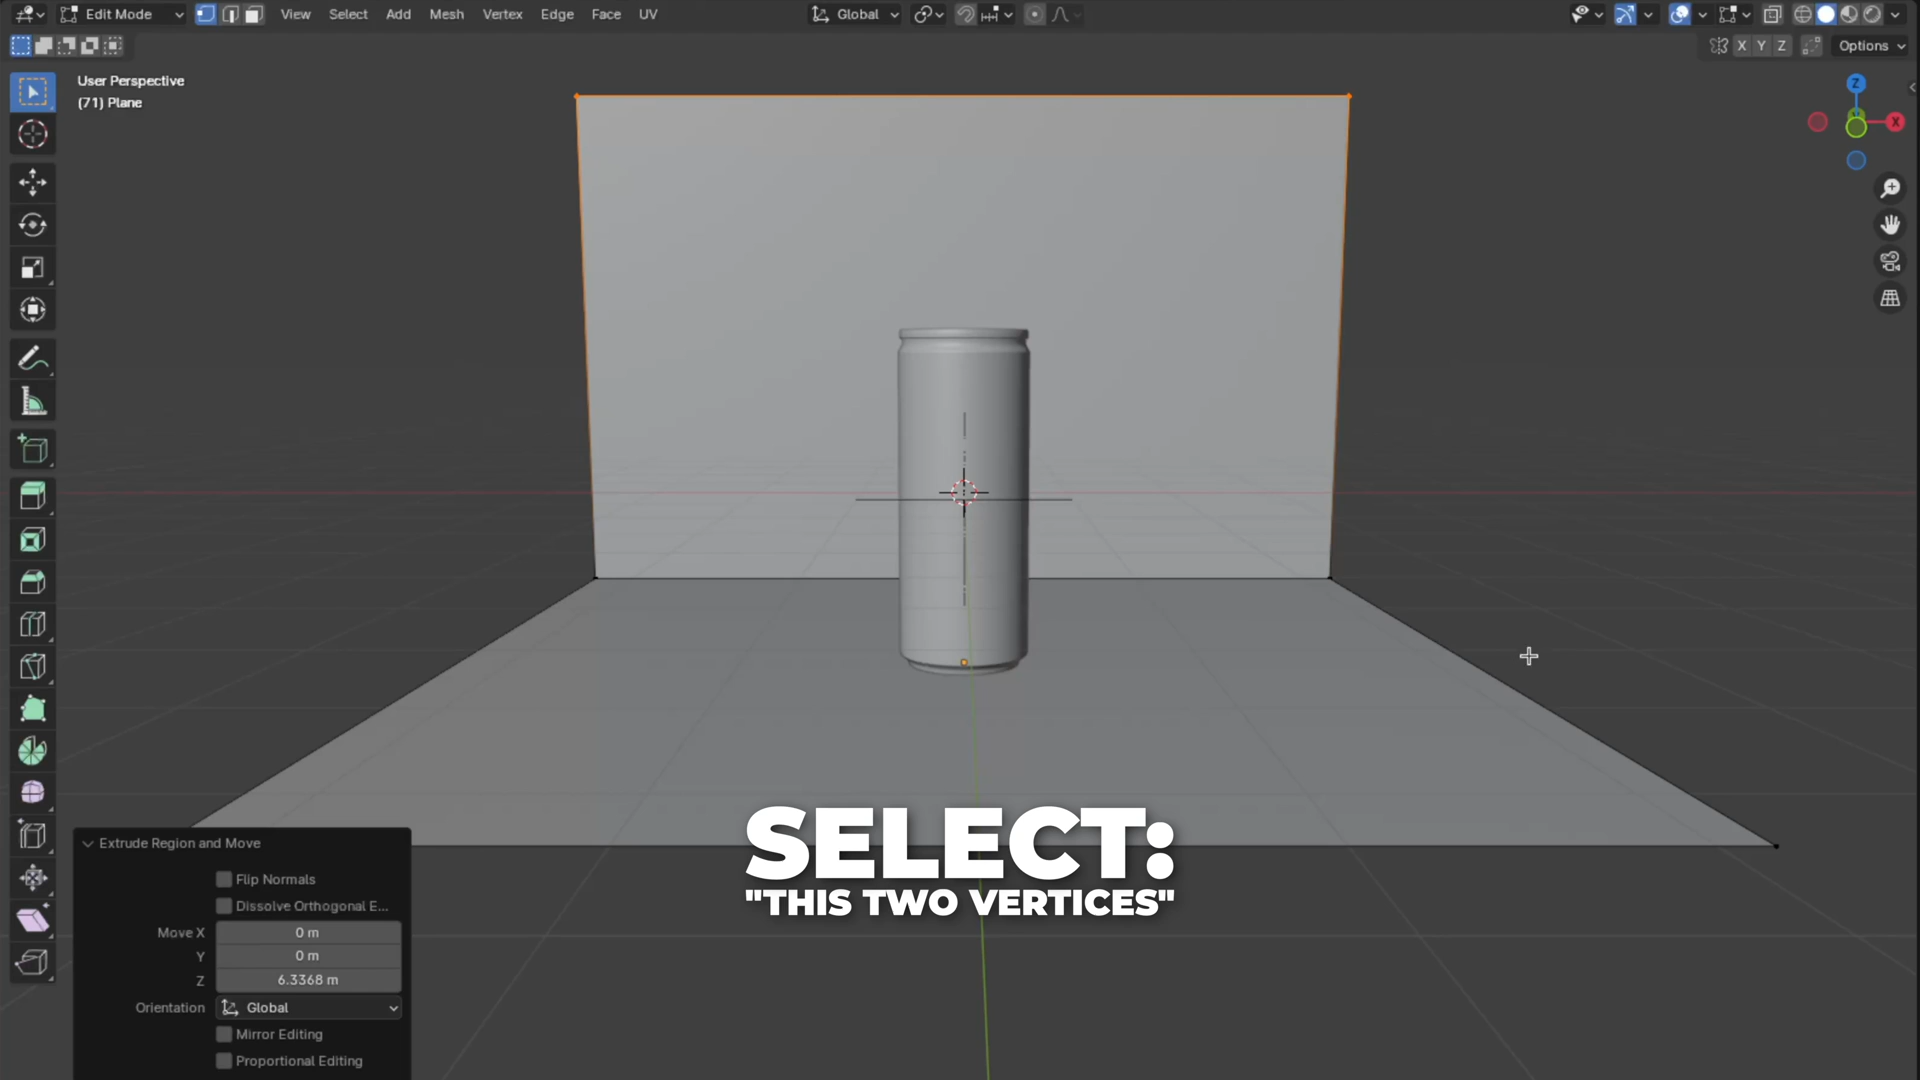 Edit Mode View Select Add Mesh Vertex Edge Face UV Global
X Y Z Options
User Perspective
(71) Plane
Z
X
Extrude Region and Move
Flip Normals
Dissolve Orthogonal E...
Move X 0 m
Y 0 m
Z 6.3368 m
Orientation Global
Mirror Editing
Proportional Editing
SELECT:
"THIS TWO VERTICES"